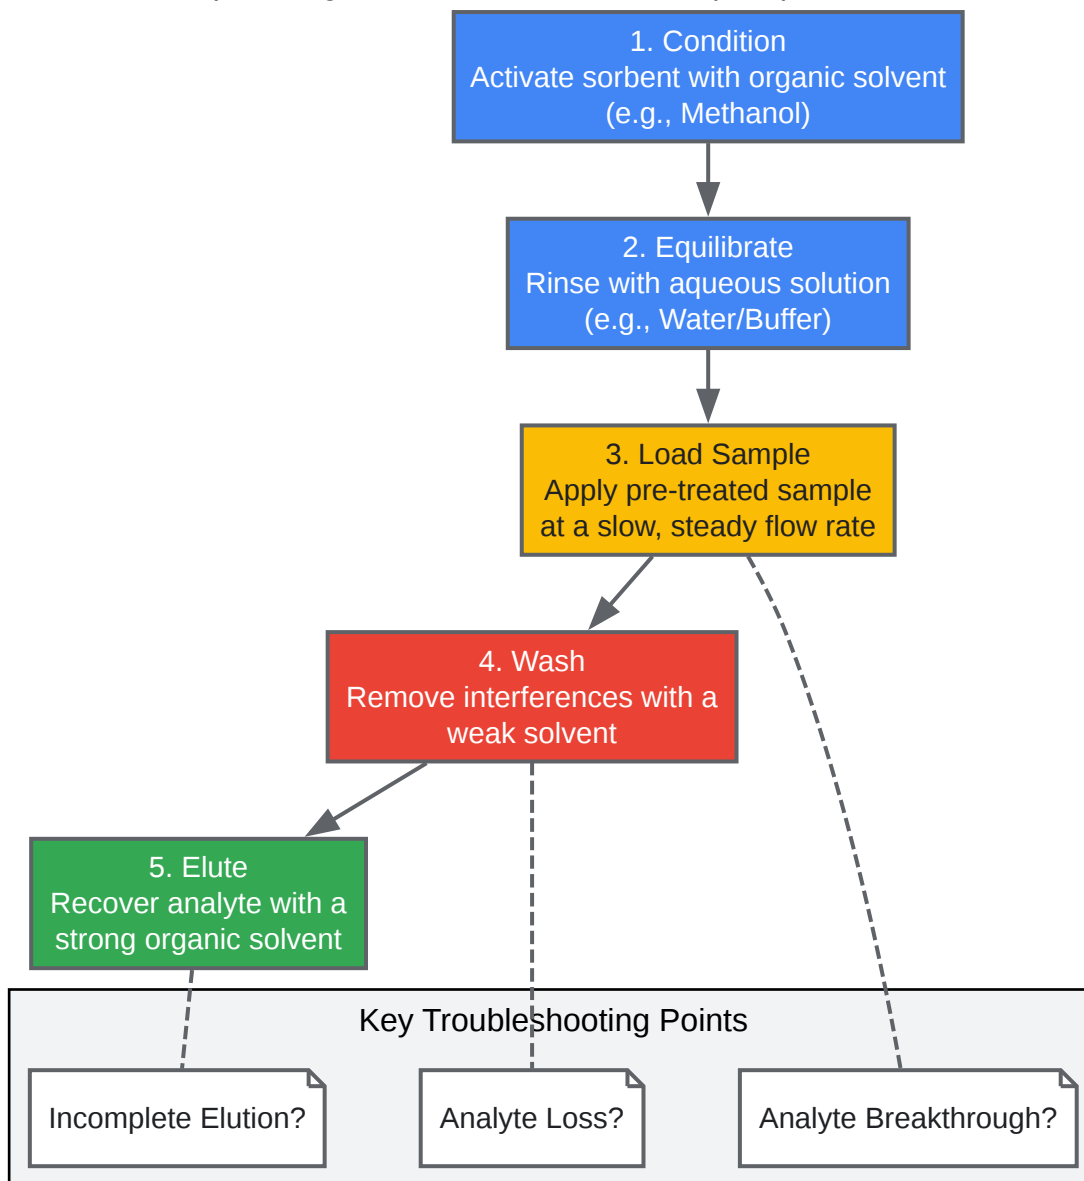 1. Condition
Activate sorbent with organic solvent
(e.g., Methanol)
2. Equilibrate
Rinse with aqueous solution
(e.g., Water/Buffer)
3. Load Sample
Apply pre-treated sample
at a slow, steady flow rate
4. Wash
Remove interferences with a
weak solvent
5. Elute
Recover analyte with a
strong organic solvent
Key Troubleshooting Points
Incomplete Elution?
Analyte Loss?
Analyte Breakthrough?